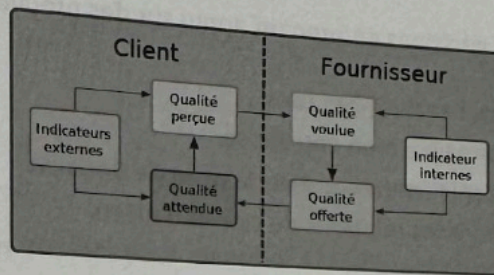 Client
Fournisseur
Indicateurs
externes
Qualité
perçue
Qualité
attendue
Qualité
voulue
Qualité
offerte
Indicateur
internes